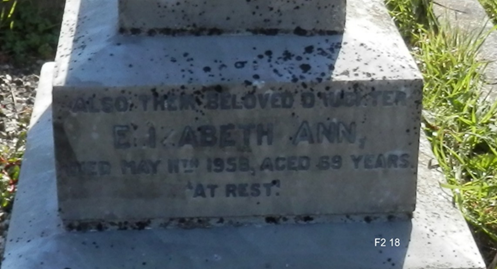 ALSO THEIR BELOVED DAUGHTER
ELIZABETH ANN,
DIED MAY 11TH 1958, AGED 69 YEARS.
"AT REST."
F2 18